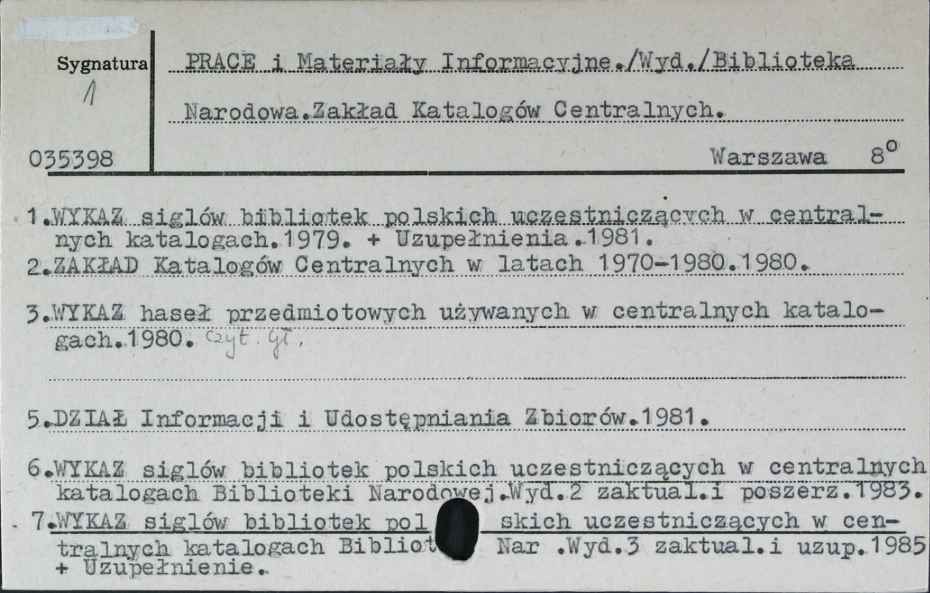 Sygnatura
1
035398
PRACE i Materiały Informacyjne./Wyd./Biblioteka
Narodowa.Zakład Katalogów Centralnych.
Warszawa 8º
1.WYKAZ siglów bibliotek polskich uczestniczących w central-
nych katalogach.1979. + Uzupełnienia.1981.
2.ZAKŁAD Katalogów Centralnych w latach 1970-1980.1980.
3.WYKAZ haseł przedmiotowych używanych w centralnych katalo-
gach.1980. Czyt. Gł.
5.DZIAŁ Informacji i Udostępniania Zbiorów.1981.
6.WYKAZ siglów bibliotek polskich uczestniczących w centralnych
katalogach Biblioteki Narodowej.Wyd.2 zaktual.i poszerz.1983.
7.WYKAZ siglów bibliotek pol skich uczestniczących w cen-
tralnych katalogach Bibliot Nar .Wyd.3 zaktual.i uzup.1985
+ Uzupełnienie.